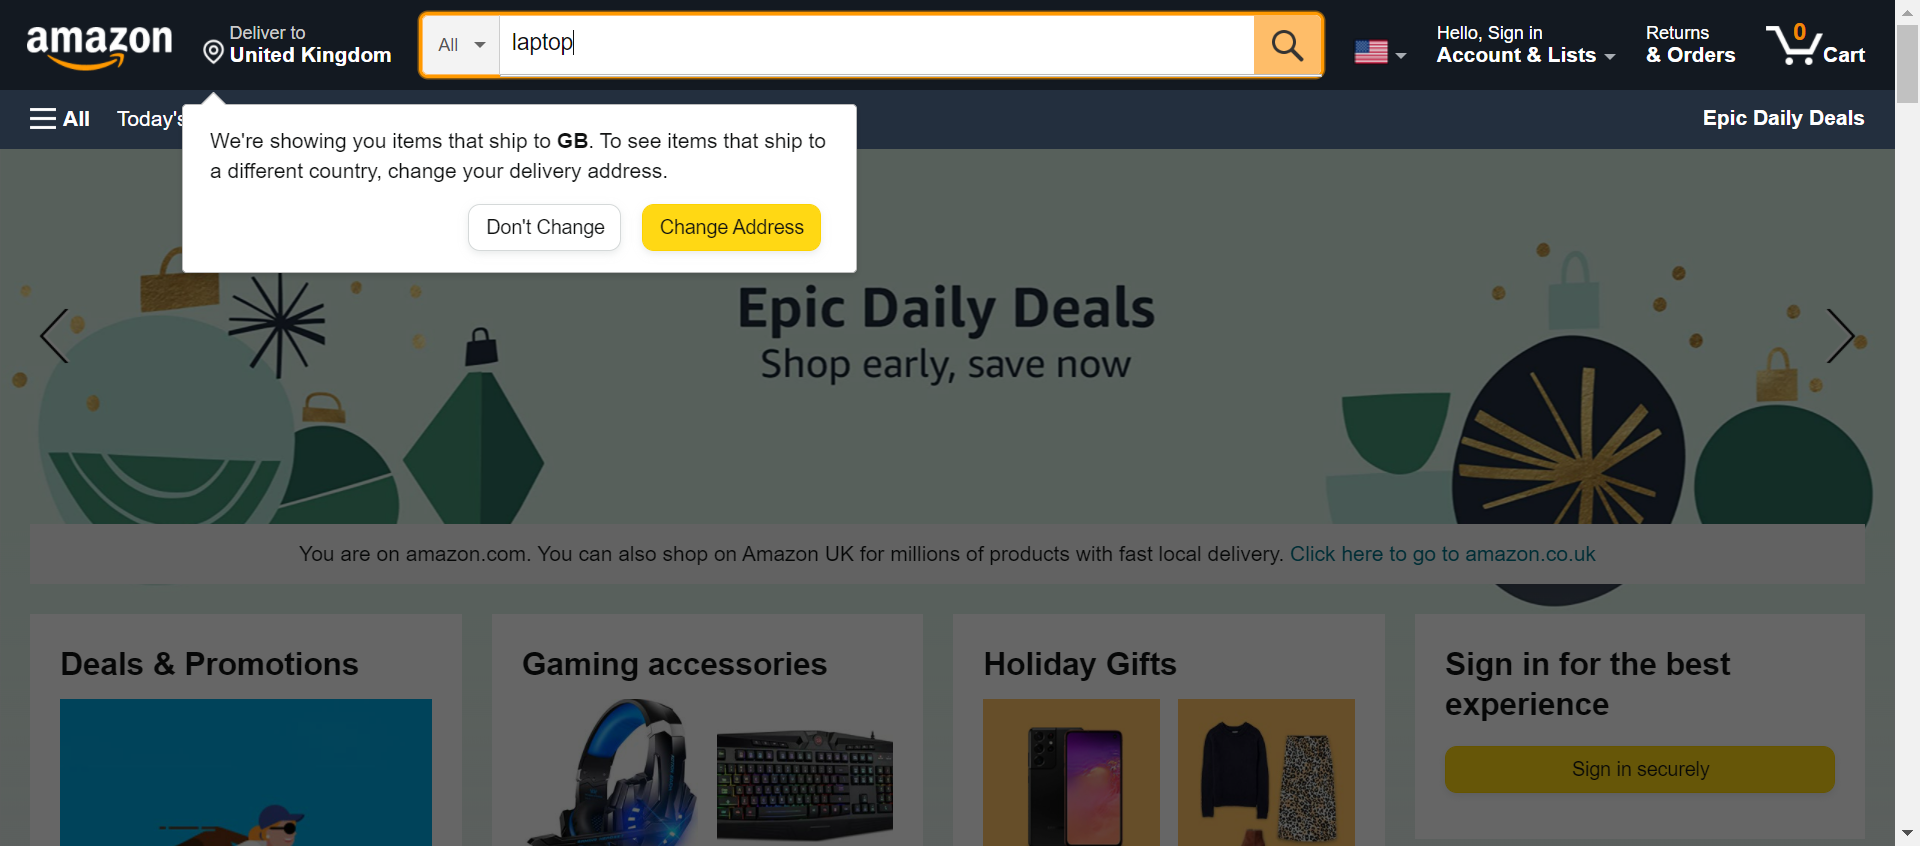 amazon
Deliver to
United Kingdom
All
laptop
Hello, Sign in
Account & Lists
Returns
& Orders
0
Cart
All
Today's
Epic Daily Deals
We're showing you items that ship to GB. To see items that ship to
a different country, change your delivery address.
Don't Change
Change Address
Epic Daily Deals
Shop early, save now
You are on amazon.com. You can also shop on Amazon UK for millions of products with fast local delivery. Click here to go to amazon.co.uk
Deals & Promotions
Gaming accessories
Holiday Gifts
Sign in for the best
experience
Sign in securely